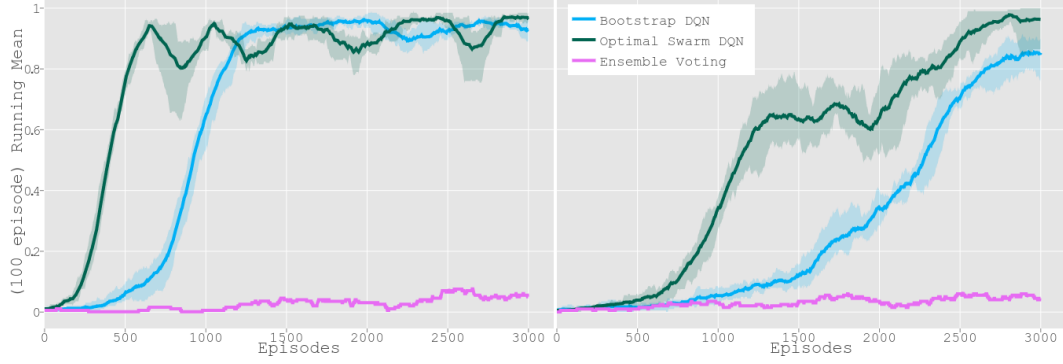 (100 episode) Running Mean
1
0.8
0.6
0.4
0.2
0
0 500 1000 1500 2000 2500 3000
Episodes
Bootstrap DQN
Optimal Swarm DQN
Ensemble Voting
0 500 1000 1500 2000 2500 3000
Episodes